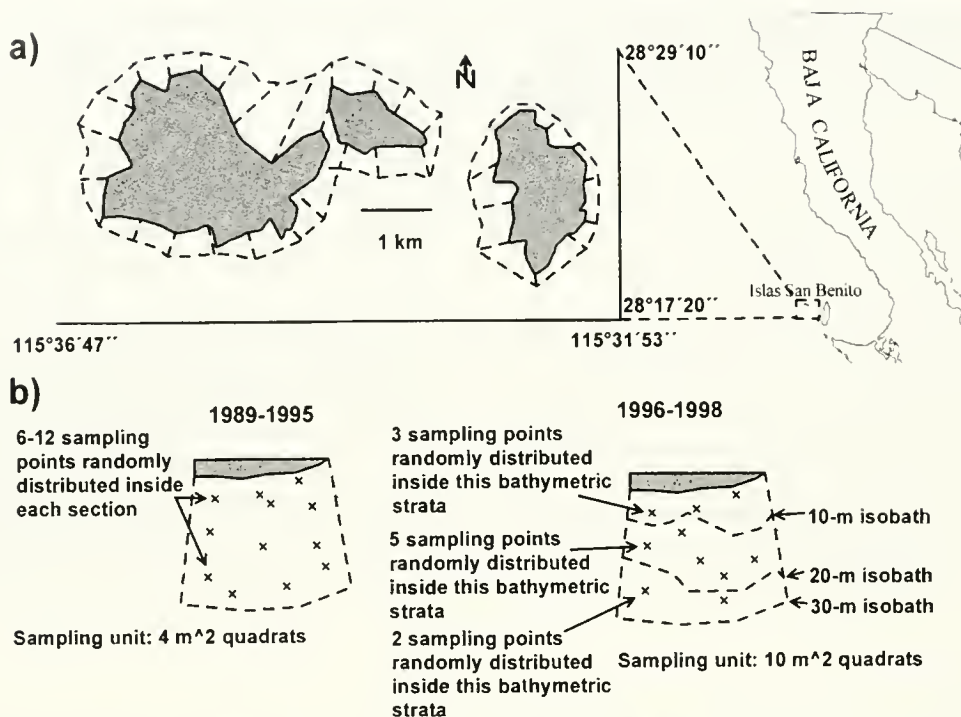 a)
N
28°29´10´´
BAJA CALIFORNIA
1 km
Islas San Benito
28°17´20´´
115°36´47´´
115°31´53´´
b)
1989-1995
6-12 sampling
points randomly
distributed inside
each section
Sampling unit: 4 m^2 quadrats
1996-1998
3 sampling points
randomly distributed
inside this bathymetric
strata
5 sampling points
randomly distributed
inside this bathymetric
strata
2 sampling points
randomly distributed
inside this bathymetric
strata
10-m isobath
20-m isobath
30-m isobath
Sampling unit: 10 m^2 quadrats